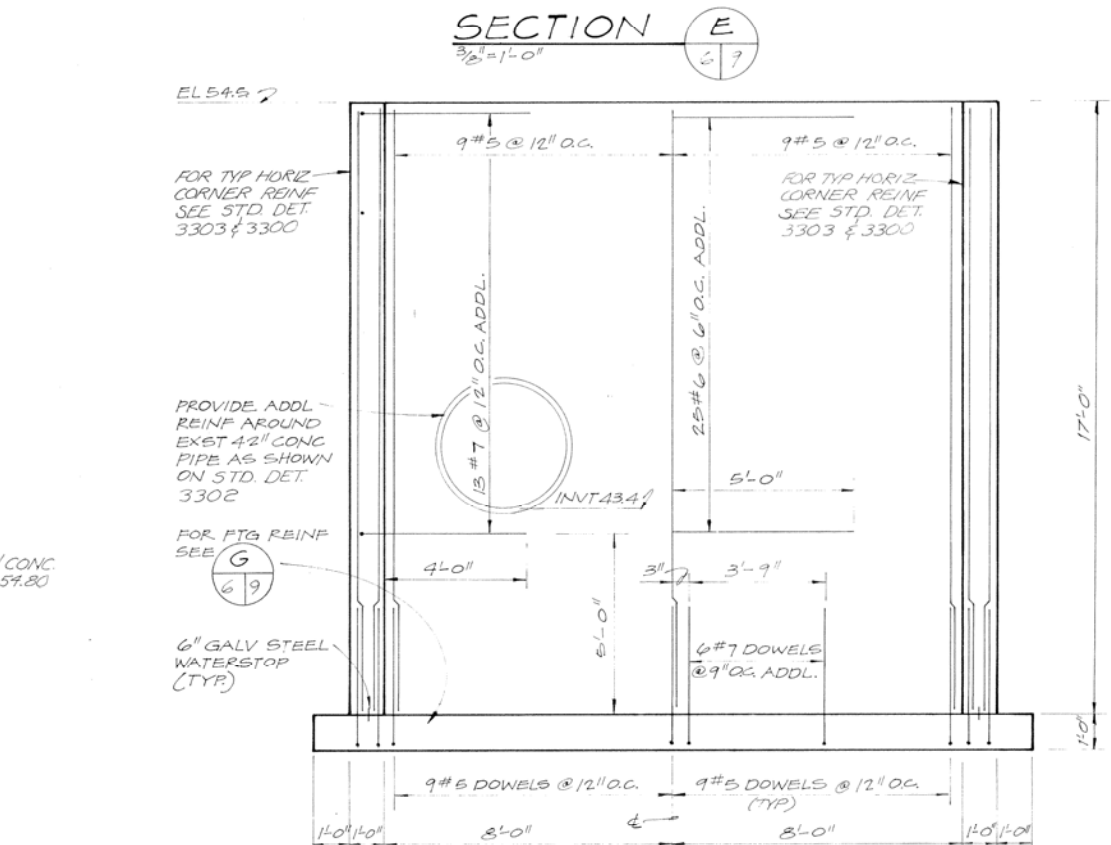 SECTION
3/8"=1'-0"
E
6 9
EL 54.5
9#5 @ 12" O.C.
9#5 @ 12" O.C.
FOR TYP HORIZ
CORNER REINF
SEE STD. DET.
3303 & 3300
FOR TYP HORIZ
CORNER REINF
SEE STD. DET.
3303 & 3300
13 #7 @ 12" O.C. ADDL.
25#6 @ 6" O.C. ADDL.
17'-0"
PROVIDE ADDL
REINF AROUND
EXST 42" CONC
PIPE AS SHOWN
ON STD. DET.
3302
INVT 43.4
5'-0"
FOR FTG REINF
SEE
G
6 9
CONC.
54.80
4'-0"
3"
3'-9"
5'-0"
6#7 DOWELS
@ 9" O.C. ADDL.
6" GALV STEEL
WATERSTOP
(TYP.)
1'-0"
9#5 DOWELS @ 12" O.C.
9#5 DOWELS @ 12" O.C.
(TYP)
1'-0" 1'-0" 8'-0" 8'-0" 1'-0" 1'-0"